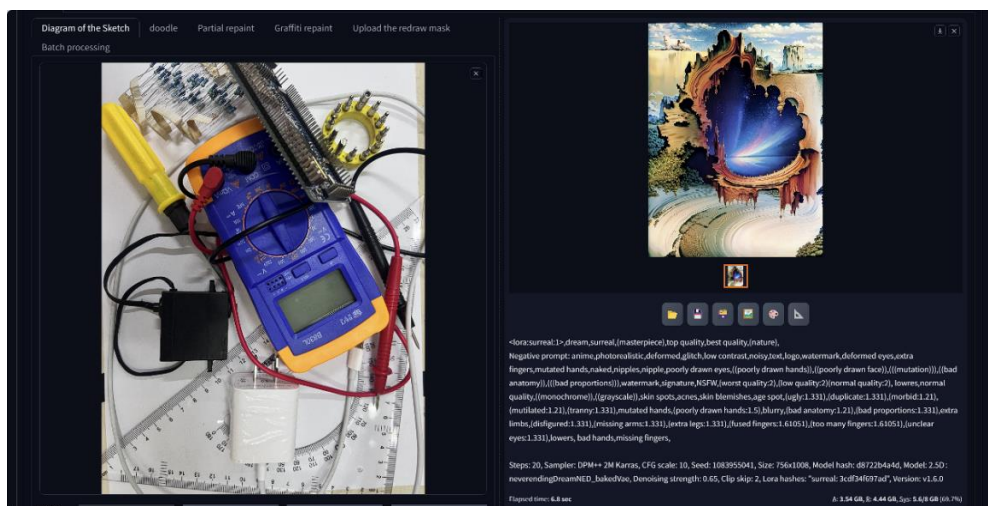 Diagram of the Sketch doodle Partial repaint Graffiti repaint Upload the redraw mask
Batch processing
<lora:surreal:1>,dream,surreal,(masterpiece),top quality,best quality,(nature),
Negative prompt: anime,photorealistic,deformed,glitch,low contrast,noisy,text,logo,watermark,deformed eyes,extra
fingers,mutated hands,naked,nipples,nipple,poorly drawn eyes,((poorly drawn hands)),((poorly drawn face)),(((mutation))),((bad
anatomy)),(((bad proportions))),watermark,signature,NSFW,(worst quality:2),(low quality:2)(normal quality:2), lowres,normal
quality,((monochrome)),((grayscale)),skin spots,acnes,skin blemishes,age spot,(ugly:1.331),(duplicate:1.331),(morbid:1.21),
(mutilated:1.21),(tranny:1.331),mutated hands,(poorly drawn hands:1.5),blurry,(bad anatomy:1.21),(bad proportions:1.331),extra
limbs,(disfigured:1.331),(missing arms:1.331),(extra legs:1.331),(fused fingers:1.61051),(too many fingers:1.61051),(unclear
eyes:1.331),lowers, bad hands,missing fingers,
Steps: 20, Sampler: DPM++ 2M Karras, CFG scale: 10, Seed: 1083955041, Size: 756x1008, Model hash: d8722b4a4d, Model: 2.5D :
neverendingDreamNED_bakedVae, Denoising strength: 0.65, Clip skip: 2, Lora hashes: "surreal: 3cdf34f697ad", Version: v1.6.0
Elapsed time: 6.8 sec
A: 3.54 GB, R: 4.44 GB, Sys: 5.6/8 GB (69.7%)